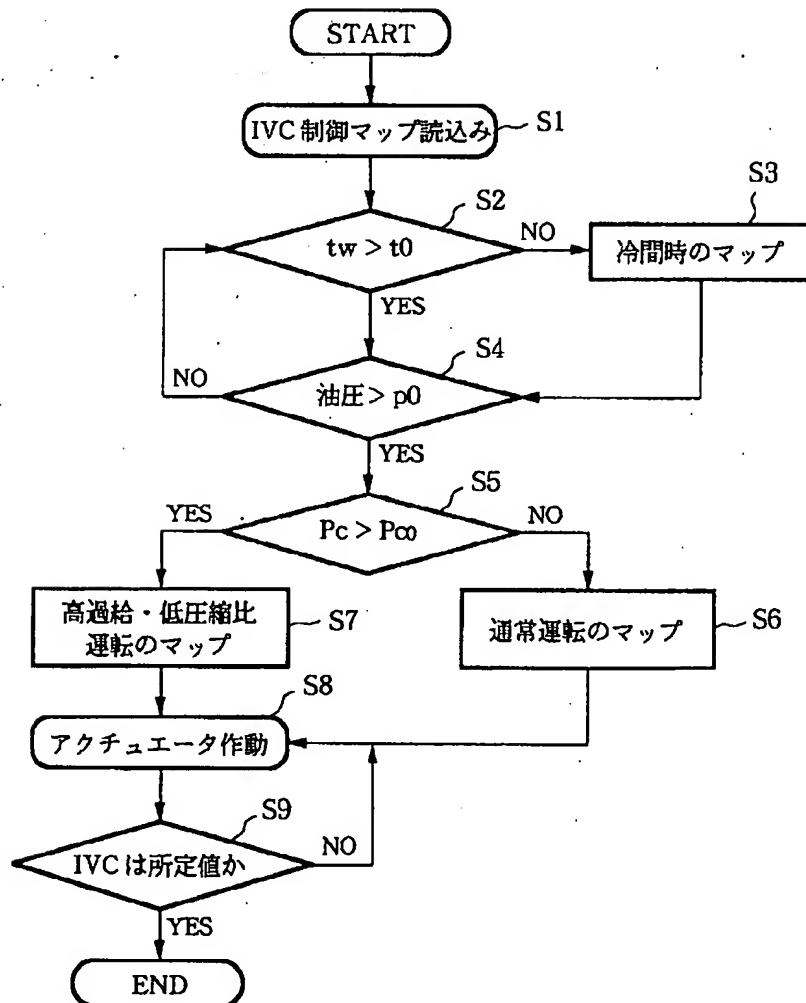 START
IVC 制御マップ読込み
S1
S2
tw > t0
NO
S3
冷間時のマップ
YES
S4
油圧 > p0
NO
YES
S5
Pc > Pc0
YES
NO
高過給・低圧縮比
運転のマップ
S7
通常運転のマップ
S6
S8
アクチュエータ作動
S9
IVCは所定値か
NO
YES
END